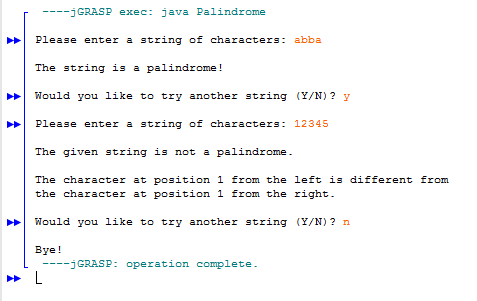 ----jGRASP exec: java Palindrome
Please enter a string of characters: abba
The string is a palindrome!
Would you like to try another string (Y/N)? y
Please enter a string of characters: 12345
The given string is not a palindrome.
The character at position 1 from the left is different from
the character at position 1 from the right.
Would you like to try another string (Y/N)? n
Bye!
----jGRASP: operation complete.